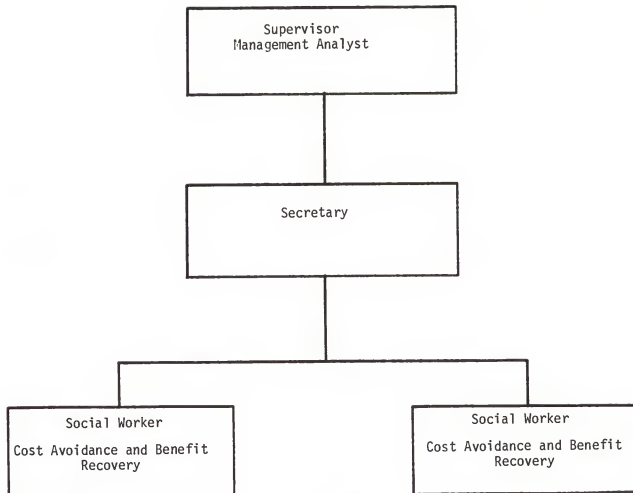 Supervisor
Management Analyst
Secretary
Social Worker
Cost Avoidance and Benefit
Recovery
Social Worker
Cost Avoidance and Benefit
Recovery